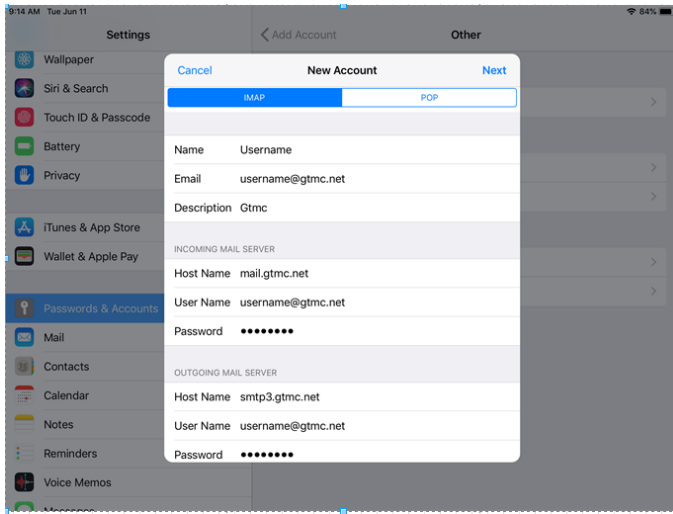 9:14 AM Tue Jun 11 84%
Settings
Add Account
Other
Wallpaper
Siri & Search
Touch ID & Passcode
Battery
Privacy
iTunes & App Store
Wallet & Apple Pay
Passwords & Accounts
Mail
Contacts
Calendar
Notes
Reminders
Voice Memos
Messages
Cancel New Account Next
IMAP POP
Name Username
Email username@gtmc.net
Description Gtmc
INCOMING MAIL SERVER
Host Name mail.gtmc.net
User Name username@gtmc.net
Password ●●●●●●●●
OUTGOING MAIL SERVER
Host Name smtp3.gtmc.net
User Name username@gtmc.net
Password ●●●●●●●●